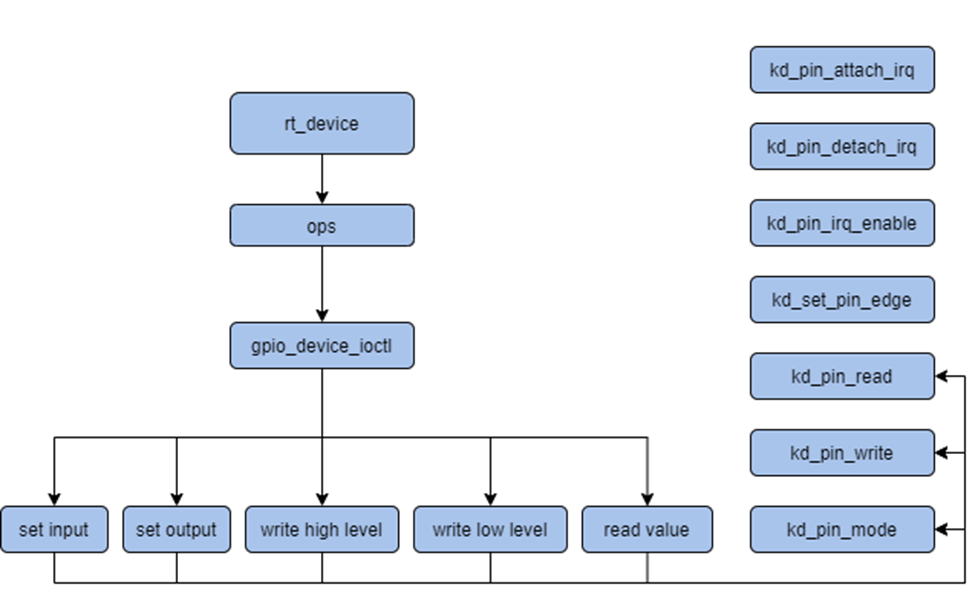 rt_device
ops
gpio_device_ioctl
set input
set output
write high level
write low level
read value
kd_pin_attach_irq
kd_pin_detach_irq
kd_pin_irq_enable
kd_set_pin_edge
kd_pin_read
kd_pin_write
kd_pin_mode